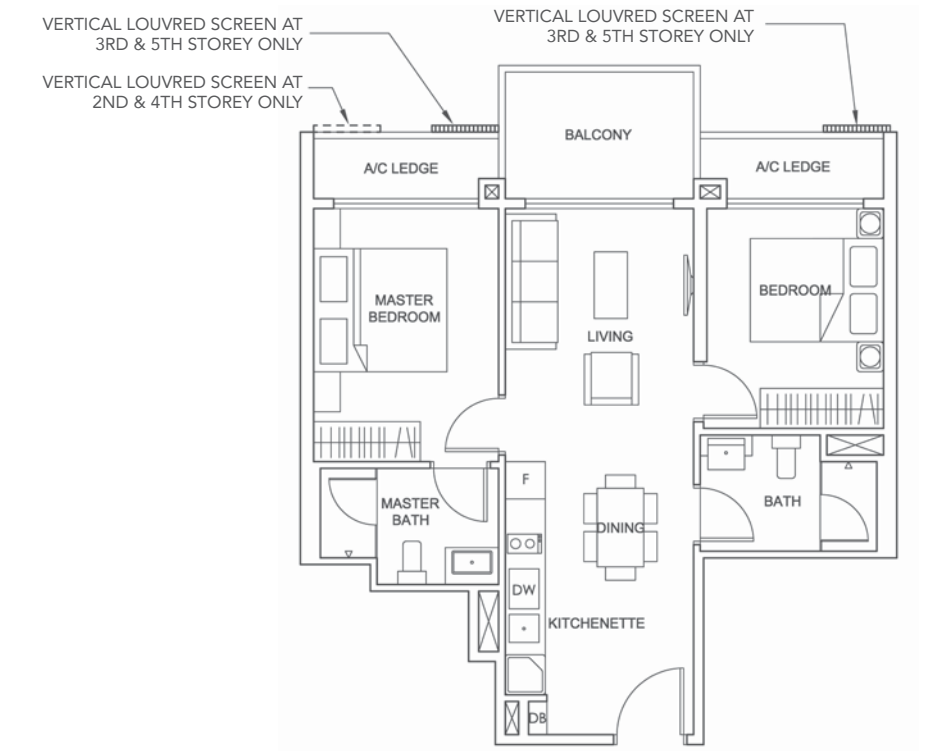 VERTICAL LOUVRED SCREEN AT
3RD & 5TH STOREY ONLY
VERTICAL LOUVRED SCREEN AT
3RD & 5TH STOREY ONLY
VERTICAL LOUVRED SCREEN AT
2ND & 4TH STOREY ONLY
BALCONY
A/C LEDGE
A/C LEDGE
MASTER
BEDROOM
BEDROOM
LIVING
F
MASTER
BATH
DINING
BATH
DW
KITCHENETTE
DB